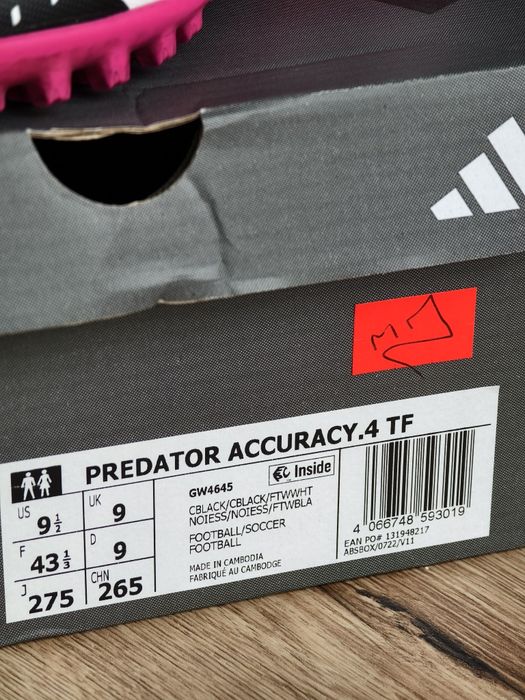 PREDATOR ACCURACY.4 TF
US 9 1/2
UK 9
F 43 1/3
D 9
J 275
CHN 265
GW4645
Inside
CBLACK/CBLACK/FTWWHT
NOIESS/NOIESS/FTWBLA
FOOTBALL/SOCCER
FOOTBALL
MADE IN CAMBODIA
FABRIQUÉ AU CAMBODGE
4 066748 593019
EAN PO# 131948217
ABSBOX/0722/V11